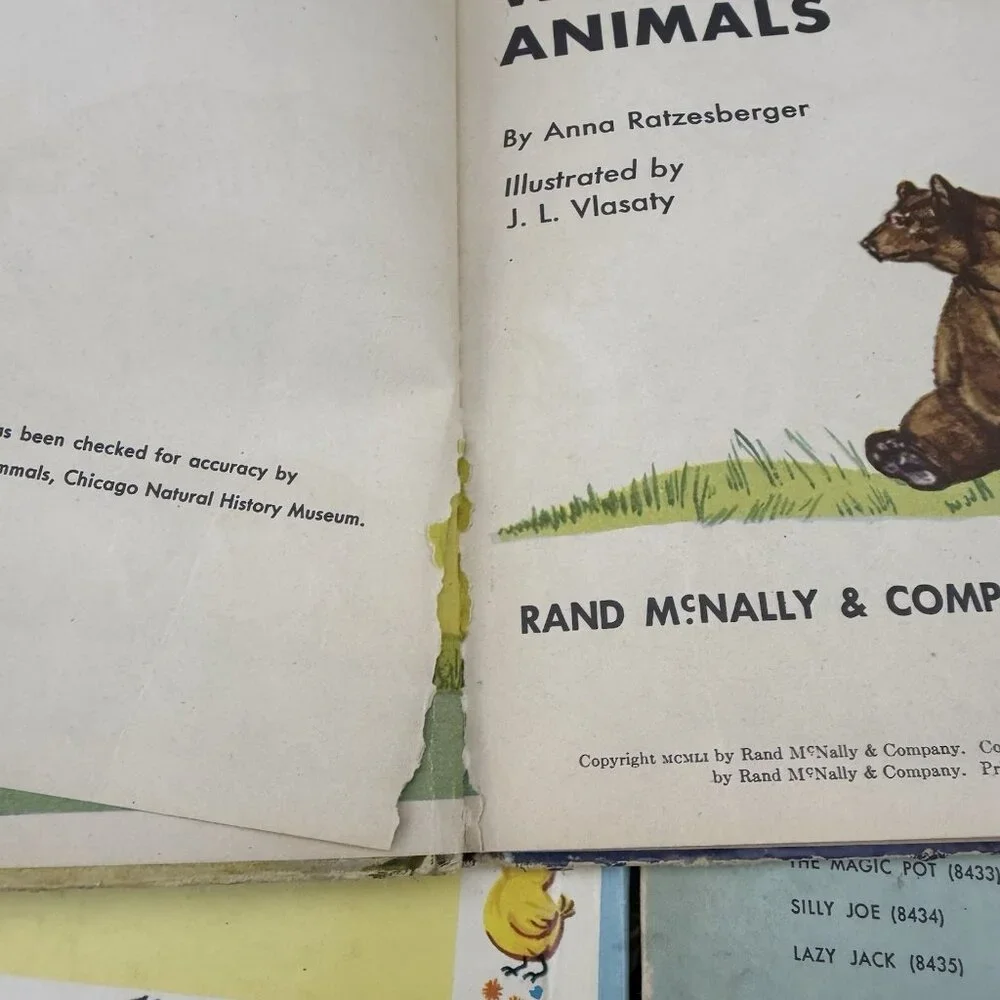 ANIMALS
By Anna Ratzesberger
Illustrated by
J. L. Vlasaty
been checked for accuracy by
Chicago Natural History Museum.
RAND McNALLY & COMP
Copyright MCMLI by Rand McNally & Company. Co
by Rand McNally & Company. Pr
THE MAGIC POT (8433)
SILLY JOE (8434)
LAZY JACK (8435)